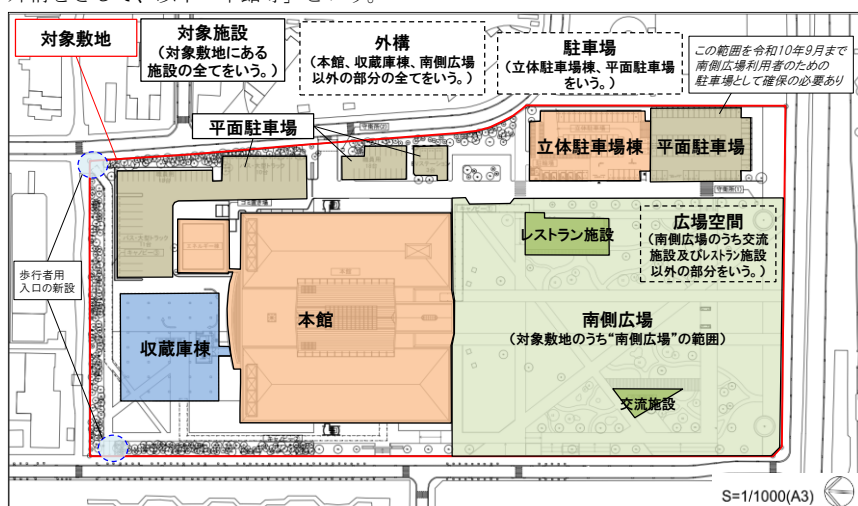 対象敷地
対象施設
(対象敷地にある
施設の全てをいう。)
外構
(本館、収蔵庫棟、南側広場
以外の部分の全てをいう。)
駐車場
(立体駐車場棟、平面駐車場
をいう。)
この範囲を令和10年9月まで
南側広場利用者のための
駐車場として確保の必要あり
平面駐車場
立体駐車場棟
平面駐車場
レストラン施設
広場空間
(南側広場のうち交流
施設及びレストラン施設
以外の部分をいう。)
歩行者用
入口の新設
収蔵庫棟
本館
南側広場
(対象敷地のうち“南側広場”の範囲)
交流施設
S=1/1000(A3)